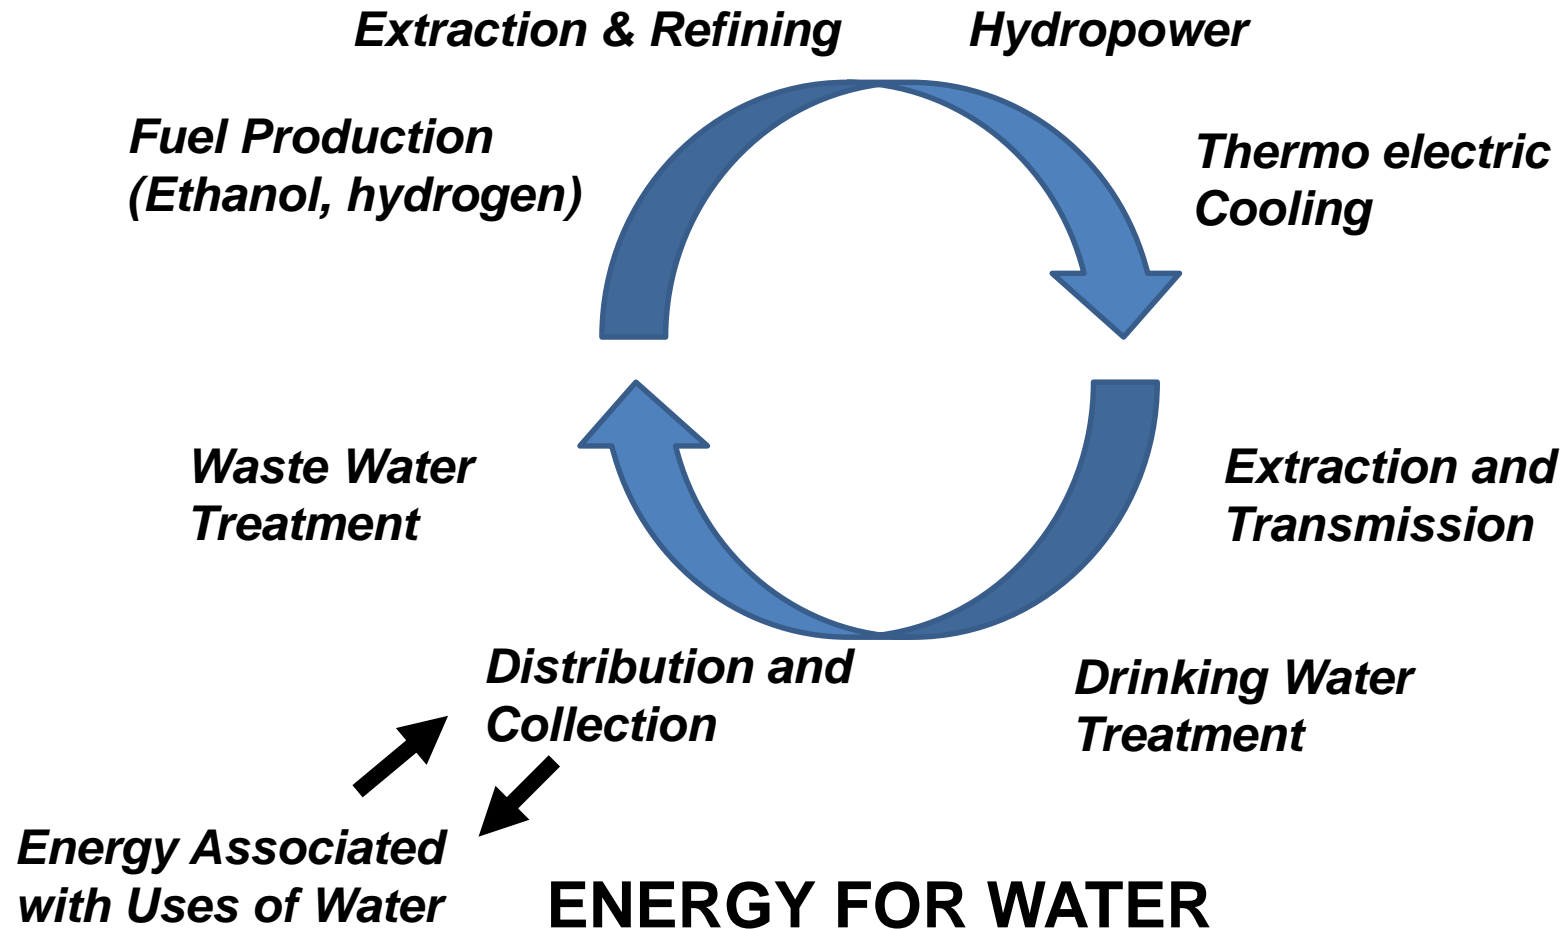 Extraction & Refining
Hydropower
Fuel Production
(Ethanol, hydrogen)
Thermo electric
Cooling
Waste Water
Treatment
Extraction and
Transmission
Distribution and
Collection
Drinking Water
Treatment
Energy Associated
with Uses of Water
ENERGY FOR WATER